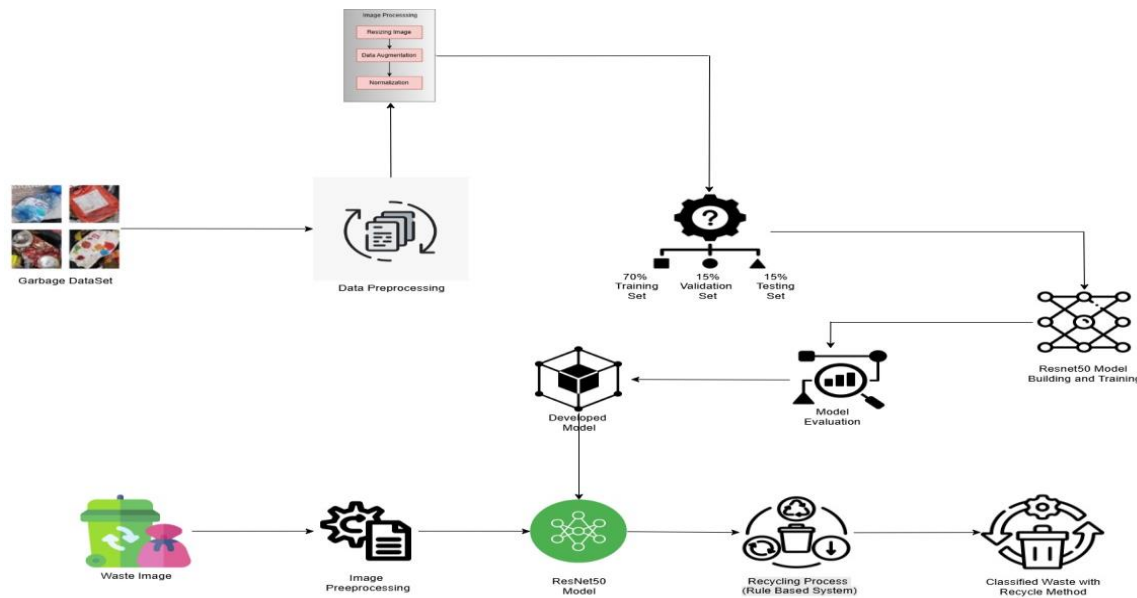 Image Processsing
Resizing Image
Data Augmentation
Normalization
Garbage DataSet
Data Preprocessing
?
70%
Training
Set
15%
Validation
Set
15%
Testing
Set
Resnet50 Model
Building and Training
Model
Evaluation
Developed
Model
Waste Image
Image
Preeprocessing
ResNet50
Model
Recycling Process
(Rule Based System)
Classified Waste with
Recycle Method